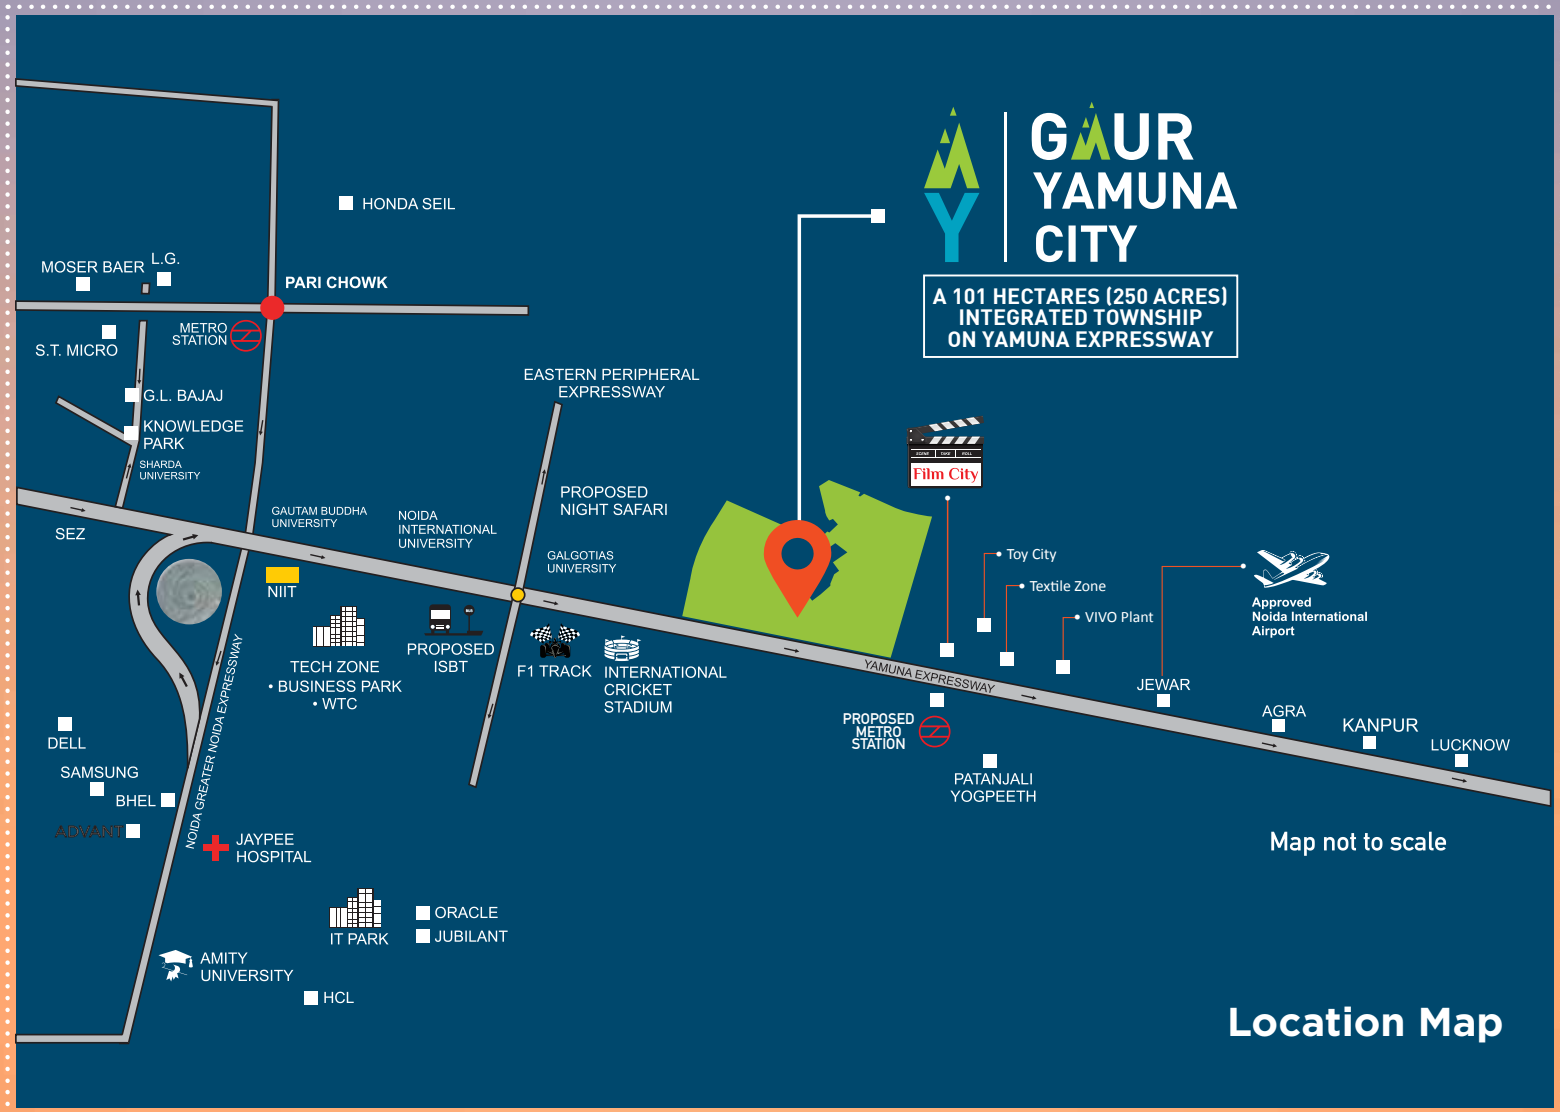 GAUR
YAMUNA
CITY
A 101 HECTARES (250 ACRES)
INTEGRATED TOWNSHIP
ON YAMUNA EXPRESSWAY
HONDA SEIL
MOSER BAER
L.G.
PARI CHOWK
METRO
STATION
S.T. MICRO
G.L. BAJAJ
KNOWLEDGE
PARK
SHARDA
UNIVERSITY
EASTERN PERIPHERAL
EXPRESSWAY
SCENE TAKE ROLL
Film City
PROPOSED
NIGHT SAFARI
GAUTAM BUDDHA
UNIVERSITY
NOIDA
INTERNATIONAL
UNIVERSITY
SEZ
GALGOTIAS
UNIVERSITY
Toy City
Textile Zone
VIVO Plant
Approved
Noida International
Airport
NIIT
BUS
PROPOSED
ISBT
TECH ZONE
• BUSINESS PARK
• WTC
F1 TRACK
INTERNATIONAL
CRICKET
STADIUM
YAMUNA EXPRESSWAY
JEWAR
AGRA
KANPUR
LUCKNOW
PROPOSED
METRO
STATION
PATANJALI
YOGPEETH
NOIDA GREATER NOIDA EXPRESSWAY
DELL
SAMSUNG
BHEL
ADVANT
JAYPEE
HOSPITAL
Map not to scale
IT PARK
ORACLE
JUBILANT
AMITY
UNIVERSITY
HCL
Location Map